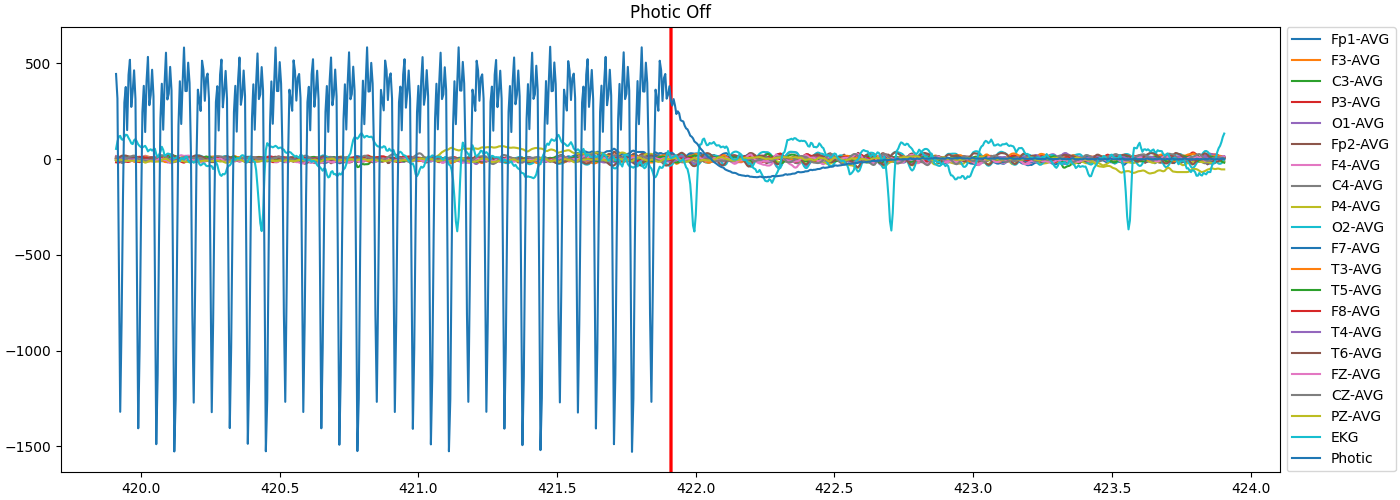 Photic Off
500
0
−500
−1000
−1500
420.0 420.5 421.0 421.5 422.0 422.5 423.0 423.5 424.0
Fp1-AVG
F3-AVG
C3-AVG
P3-AVG
O1-AVG
Fp2-AVG
F4-AVG
C4-AVG
P4-AVG
O2-AVG
F7-AVG
T3-AVG
T5-AVG
F8-AVG
T4-AVG
T6-AVG
FZ-AVG
CZ-AVG
PZ-AVG
EKG
Photic